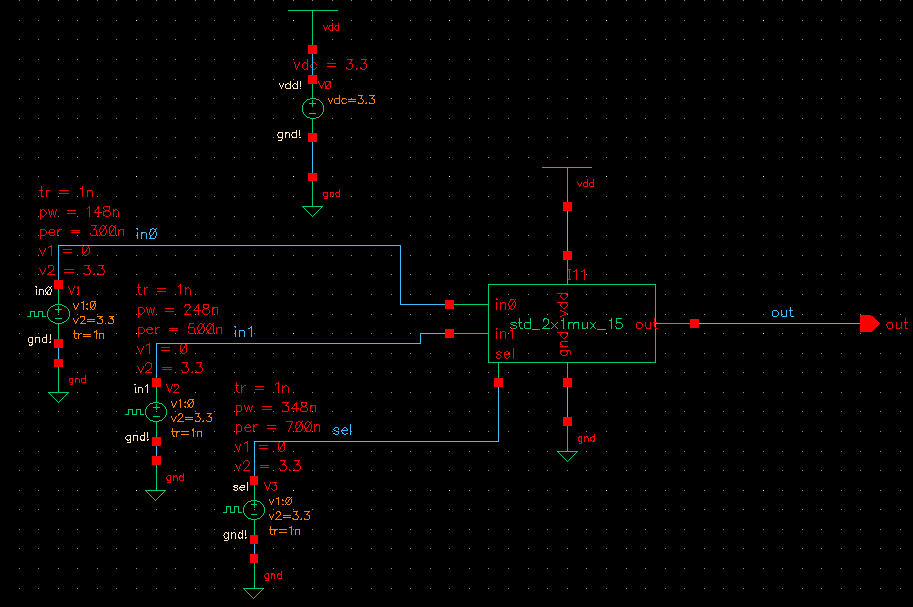 vdd
vdc = 3.3
vdd! V0
vdc=3.3
gnd!
gnd
vdd
tr = 1n
pw = 148n
per = 300n in0
v1 = 0
v2 = 3.3
in0 V1
v1:0
v2=3.3
tr=1n
gnd!
gnd
tr = 1n
pw = 248n
per = 500n in1
v1 = 0
v2 = 3.3
in1 V2
v1:0
v2=3.3
tr=1n
gnd!
gnd
tr = 1n
pw = 348n
per = 700n sel
v1 = 0
v2 = 3.3
sel V3
v1:0
v2=3.3
tr=1n
gnd!
gnd
I11
in0 vdd
std_2x1mux_15 out
in1
sel gnd
gnd
out
out